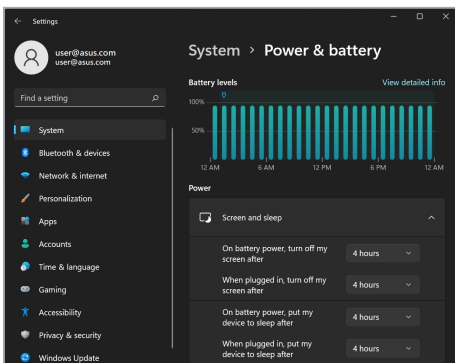 Settings
user@asus.com
user@asus.com
Find a setting
System
Bluetooth & devices
Network & internet
Personalization
Apps
Accounts
Time & language
Gaming
Accessibility
Privacy & security
Windows Update
System > Power & battery
Battery levels
View detailed info
100%
50%
12 AM 6 AM 12 PM 6 PM 12 AM
Power
Screen and sleep
On battery power, turn off my
screen after
4 hours
When plugged in, turn off my
screen after
4 hours
On battery power, put my
device to sleep after
4 hours
When plugged in, put my
device to sleep after
4 hours